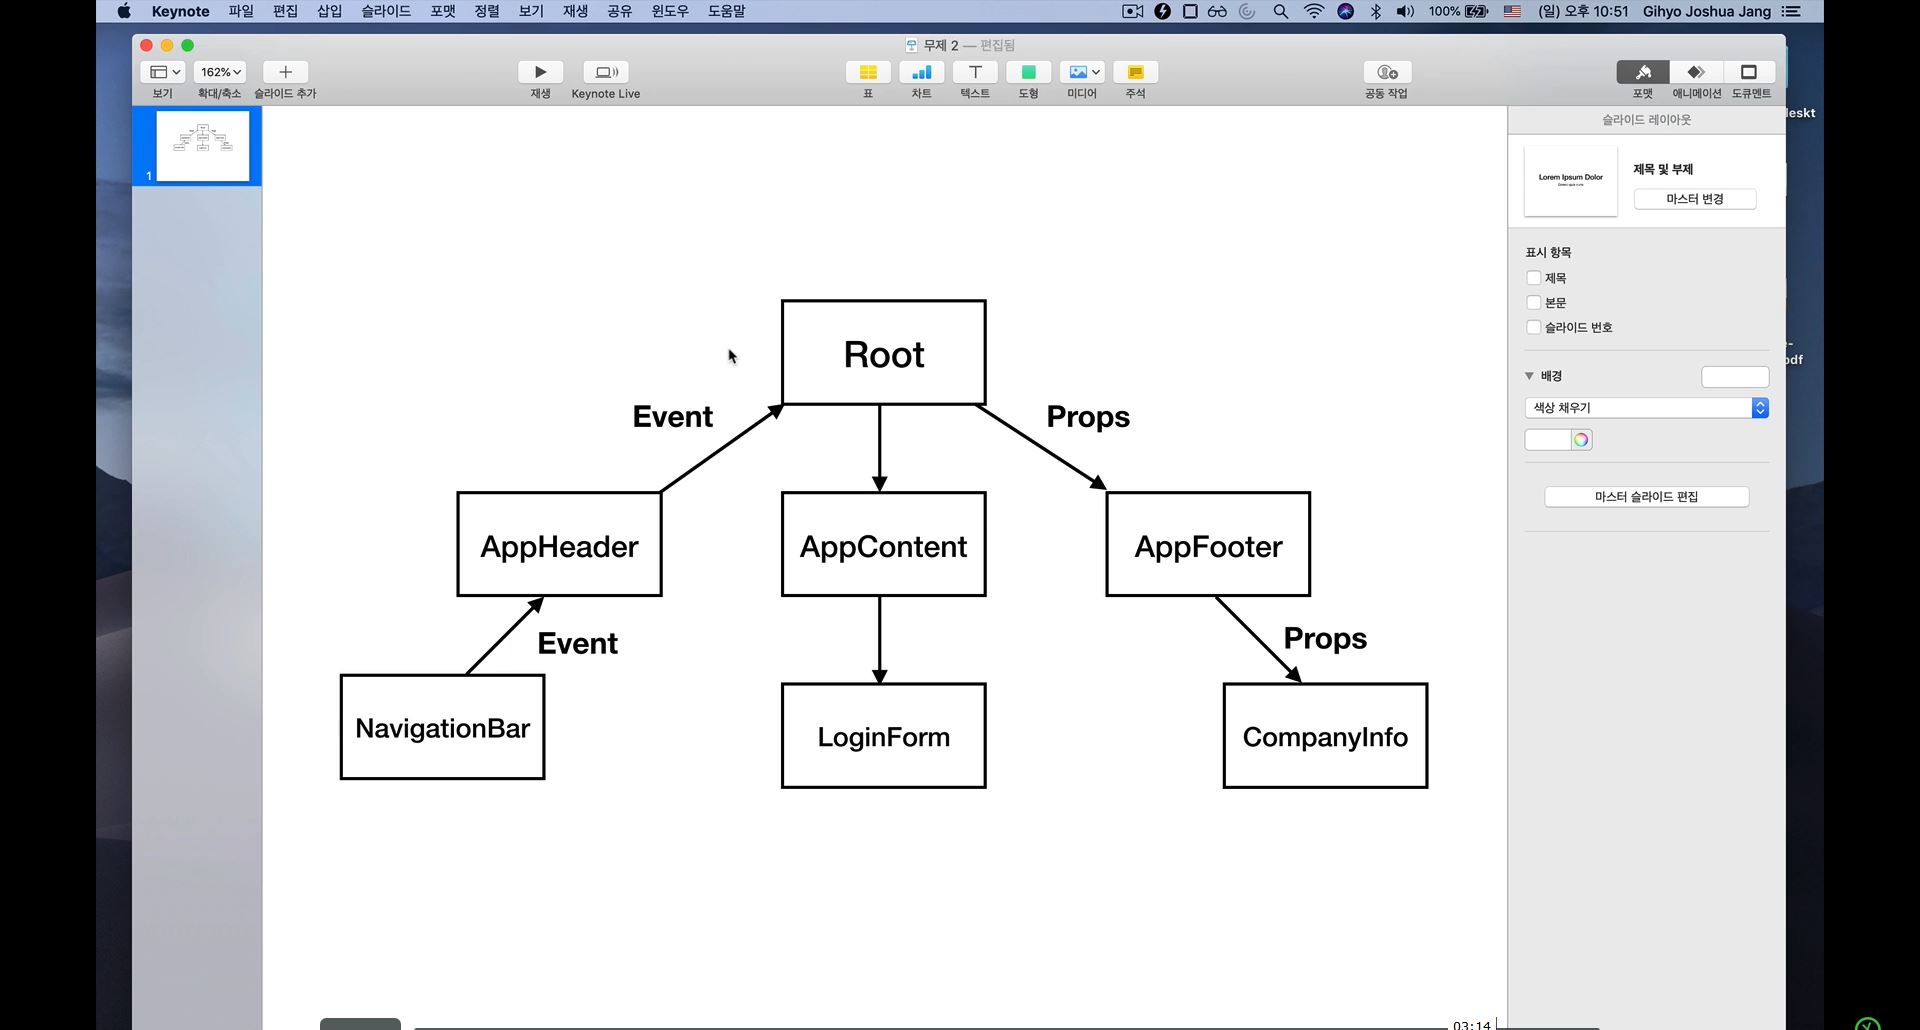 Keynote 파일 편집 삽입 슬라이드 포맷 정렬 보기 재생 공유 윈도우 도움말 100% (일) 오후 10:51 Gihyo Joshua Jang
무제 2 — 편집됨
162%
보기 확대/축소 슬라이드 추가 재생 Keynote Live 표 차트 텍스트 도형 미디어 주석 공동 작업 포맷 애니메이션 도큐멘트
슬라이드 레이아웃
leskt
1
Lorem Ipsum Dolor
제목 및 부제
마스터 변경
표시 항목
제목
본문
슬라이드 번호
pdf
배경
색상 채우기
마스터 슬라이드 편집
Root
Event
Props
AppHeader
AppContent
AppFooter
Event
Props
NavigationBar
LoginForm
CompanyInfo
03:14